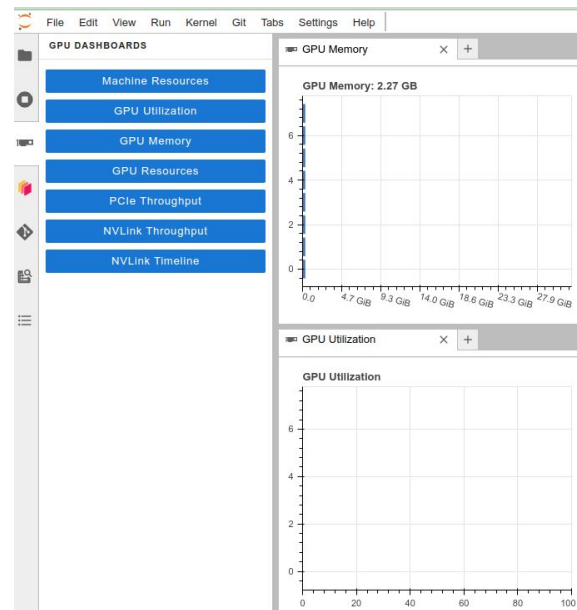 File Edit View Run Kernel Git Tabs Settings Help
GPU DASHBOARDS
Machine Resources
GPU Utilization
GPU Memory
GPU Resources
PCIe Throughput
NVLink Throughput
NVLink Timeline
GPU Memory × +
GPU Memory: 2.27 GB
6
4
2
0
0.0 4.7 GiB 9.3 GiB 14.0 GiB 18.6 GiB 23.3 GiB 27.9 GiB
GPU Utilization × +
GPU Utilization
6
4
2
0
0 20 40 60 80 100